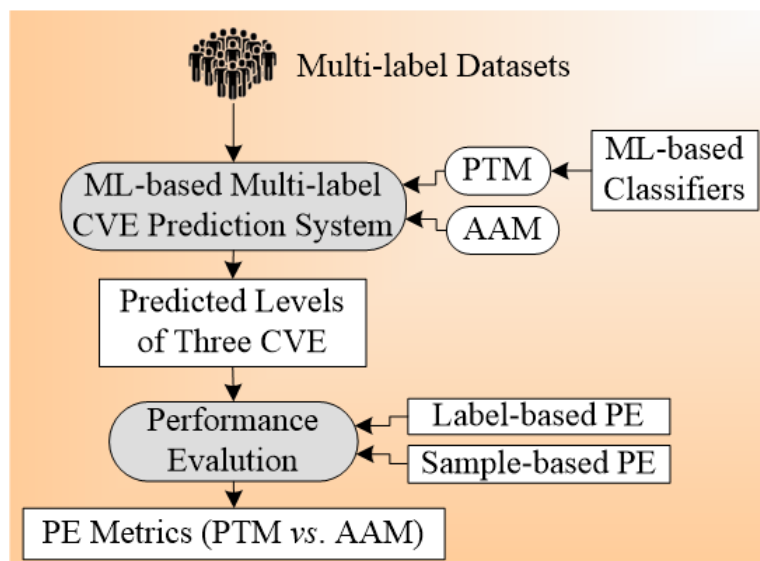 Multi-label Datasets
ML-based Multi-label
CVE Prediction System
PTM
AAM
ML-based
Classifiers
Predicted Levels
of Three CVE
Performance
Evalution
Label-based PE
Sample-based PE
PE Metrics (PTM vs. AAM)